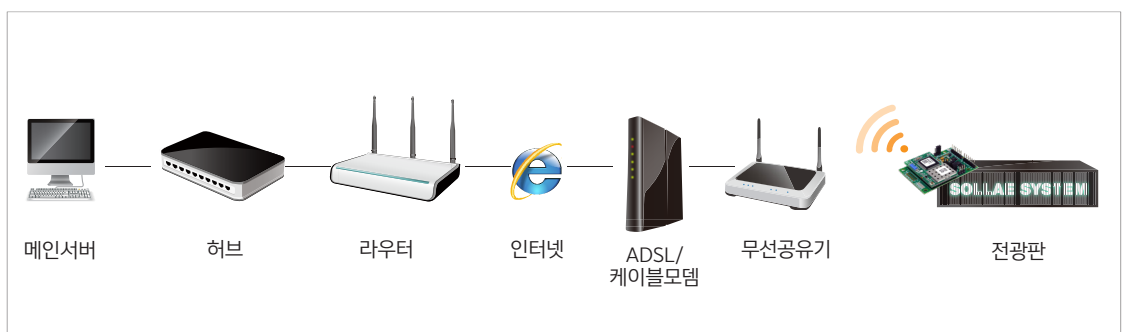 SOLLAE SYSTEM
메인서버
허브
라우터
인터넷
ADSL/
케이블모뎀
무선공유기
전광판